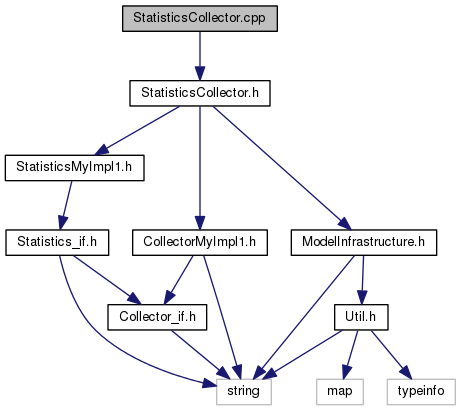 StatisticsCollector.cpp
StatisticsCollector.h
StatisticsMyImpl1.h
Statistics_if.h
CollectorMyImpl1.h
ModelInfrastructure.h
Collector_if.h
Util.h
string
map
typeinfo